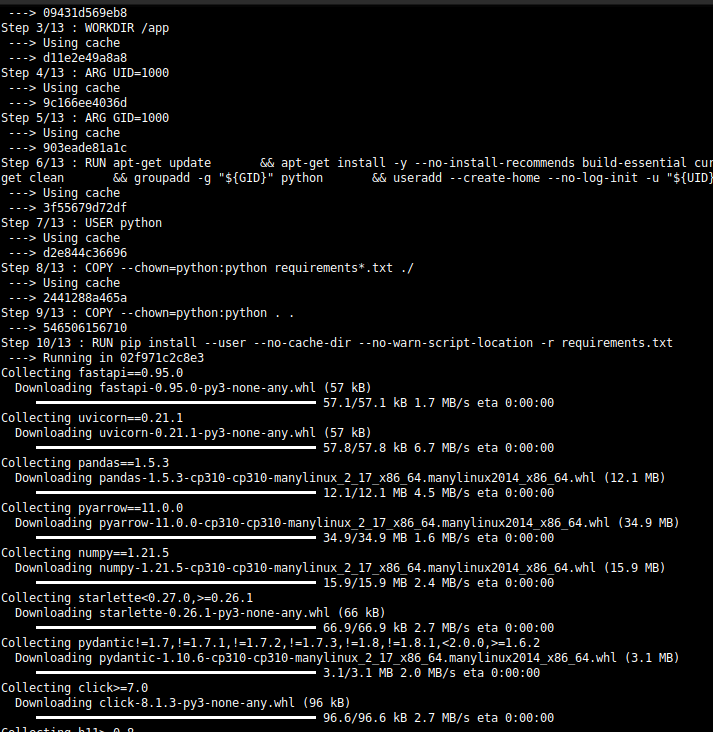 ---> 09431d569eb8
Step 3/13 : WORKDIR /app
---> Using cache
---> d11e2e49a8a8
Step 4/13 : ARG UID=1000
---> Using cache
---> 9c166ee4036d
Step 5/13 : ARG GID=1000
---> Using cache
---> 903eade81a1c
Step 6/13 : RUN apt-get update       && apt-get install -y --no-install-recommends build-essential cur
get clean       && groupadd -g "${GID}" python       && useradd --create-home --no-log-init -u "${UID}
---> Using cache
---> 3f55679d72df
Step 7/13 : USER python
---> Using cache
---> d2e844c36696
Step 8/13 : COPY --chown=python:python requirements*.txt ./
---> Using cache
---> 2441288a465a
Step 9/13 : COPY --chown=python:python . .
---> 546506156710
Step 10/13 : RUN pip install --user --no-cache-dir --no-warn-script-location -r requirements.txt
---> Running in 02f971c2c8e3
Collecting fastapi==0.95.0
Downloading fastapi-0.95.0-py3-none-any.whl (57 kB)
57.1/57.1 kB 1.7 MB/s eta 0:00:00
Collecting uvicorn==0.21.1
Downloading uvicorn-0.21.1-py3-none-any.whl (57 kB)
57.8/57.8 kB 6.7 MB/s eta 0:00:00
Collecting pandas==1.5.3
Downloading pandas-1.5.3-cp310-cp310-manylinux_2_17_x86_64.manylinux2014_x86_64.whl (12.1 MB)
12.1/12.1 MB 4.5 MB/s eta 0:00:00
Collecting pyarrow==11.0.0
Downloading pyarrow-11.0.0-cp310-cp310-manylinux_2_17_x86_64.manylinux2014_x86_64.whl (34.9 MB)
34.9/34.9 MB 1.6 MB/s eta 0:00:00
Collecting numpy==1.21.5
Downloading numpy-1.21.5-cp310-cp310-manylinux_2_17_x86_64.manylinux2014_x86_64.whl (15.9 MB)
15.9/15.9 MB 2.4 MB/s eta 0:00:00
Collecting starlette<0.27.0,>=0.26.1
Downloading starlette-0.26.1-py3-none-any.whl (66 kB)
66.9/66.9 kB 2.7 MB/s eta 0:00:00
Collecting pydantic!=1.7,!=1.7.1,!=1.7.2,!=1.7.3,!=1.8,!=1.8.1,<2.0.0,>=1.6.2
Downloading pydantic-1.10.6-cp310-cp310-manylinux_2_17_x86_64.manylinux2014_x86_64.whl (3.1 MB)
3.1/3.1 MB 2.0 MB/s eta 0:00:00
Collecting click>=7.0
Downloading click-8.1.3-py3-none-any.whl (96 kB)
96.6/96.6 kB 2.7 MB/s eta 0:00:00
Collecting h11>=0.8